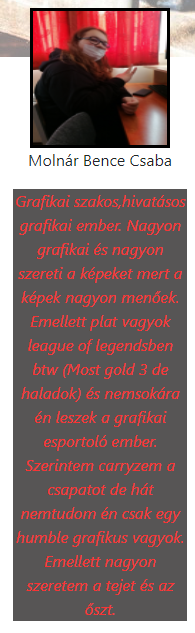 Molnár Bence Csaba
Grafikai szakos,hivatásos
grafikai ember. Nagyon
grafikai és nagyon
szereti a képeket mert a
képek nagyon menőek.
Emellett plat vagyok
league of legendsben
btw (Most gold 3 de
haladok) és nemsokára
én leszek a grafikai
esportoló ember.
Szerintem carryzem a
csapatot de hát
nemtudom én csak egy
humble grafikus vagyok.
Emellett nagyon
szeretem a tejet és az
őszt.